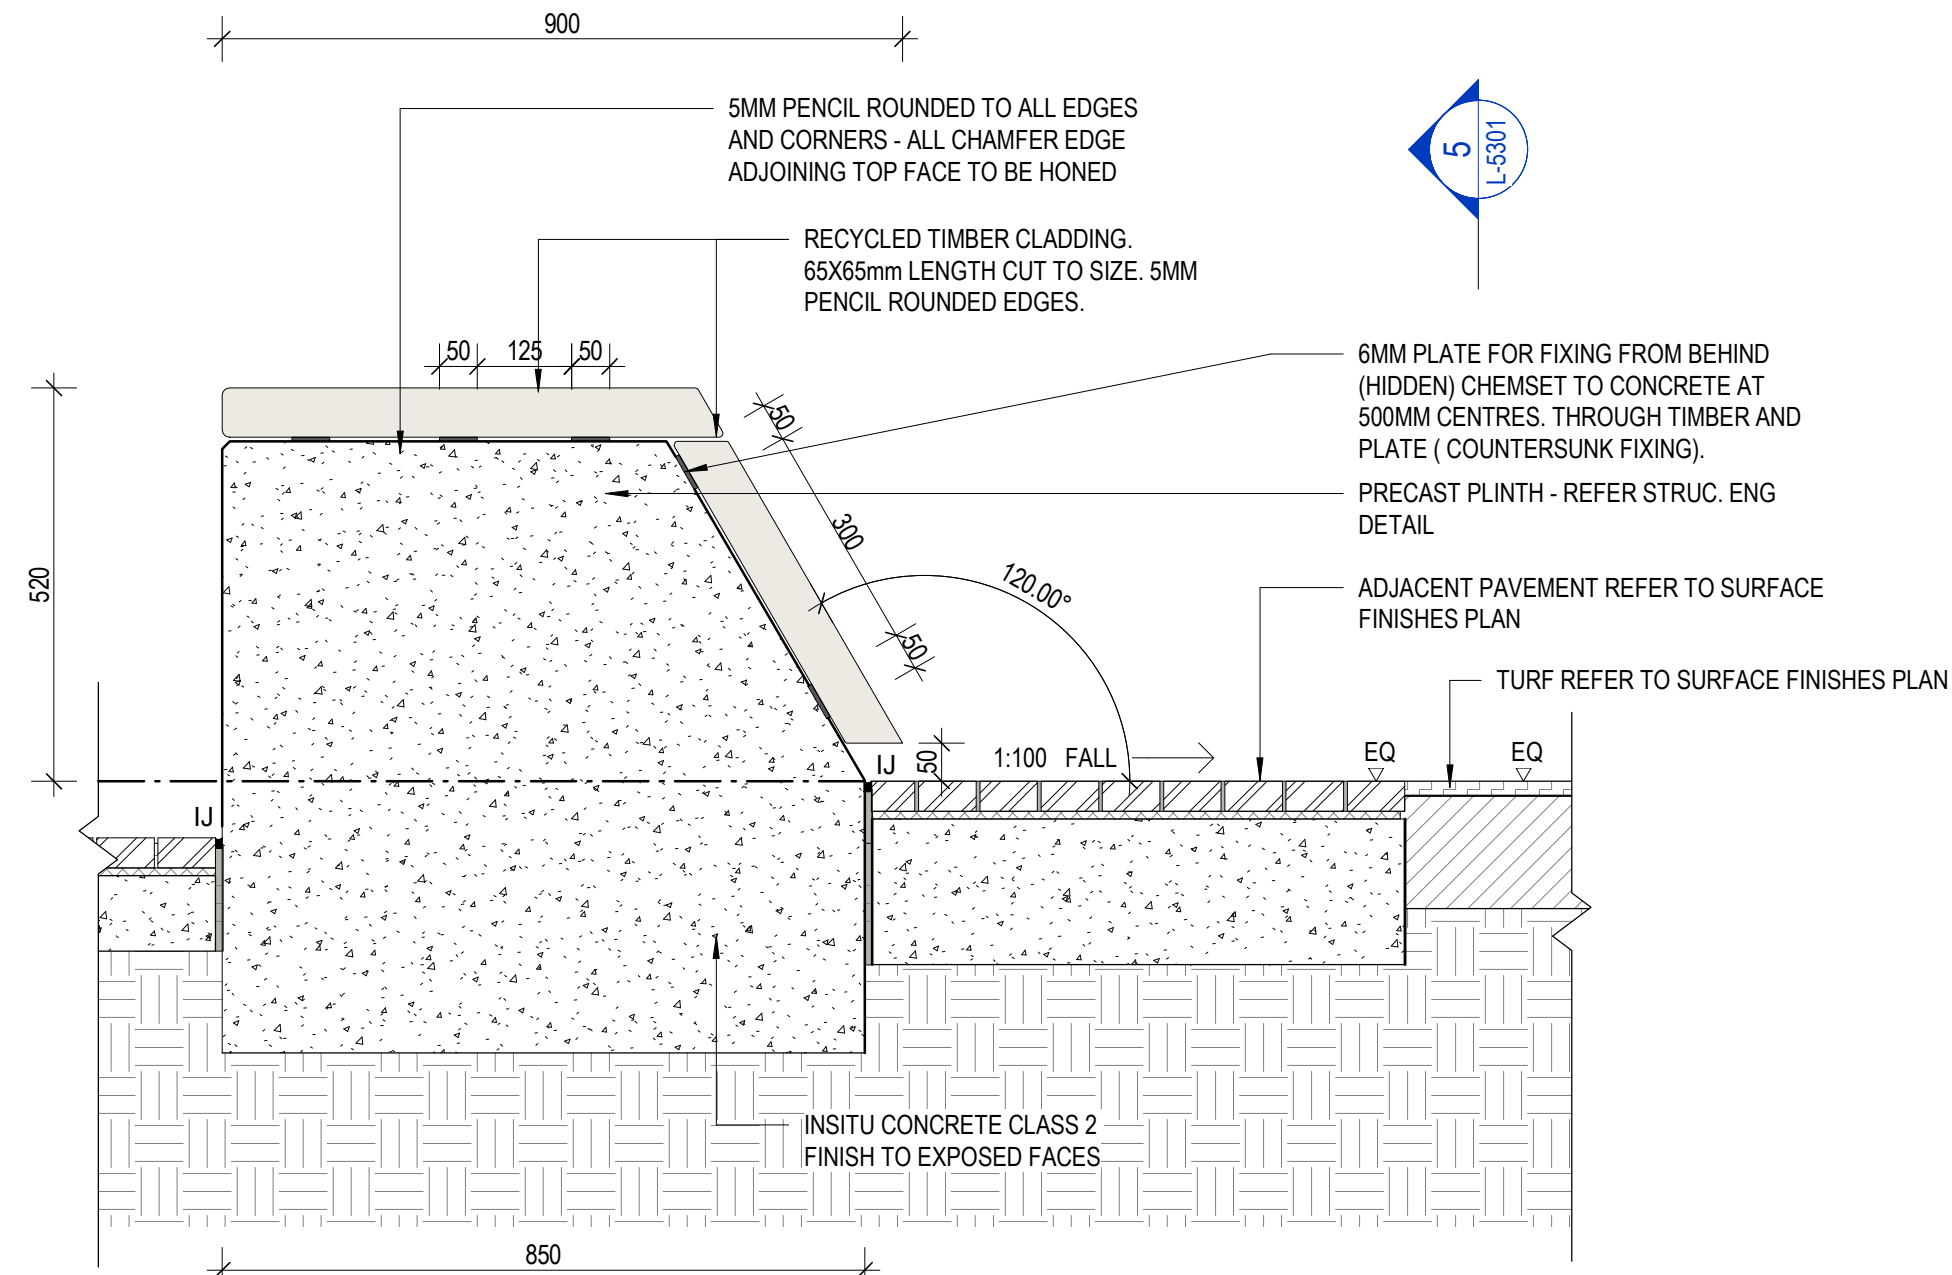 900
5MM PENCIL ROUNDED TO ALL EDGES
AND CORNERS - ALL CHAMFER EDGE
ADJOINING TOP FACE TO BE HONED
5
L-5301
RECYCLED TIMBER CLADDING.
65X65mm LENGTH CUT TO SIZE. 5MM
PENCIL ROUNDED EDGES.
50
125
50
6MM PLATE FOR FIXING FROM BEHIND
(HIDDEN) CHEMSET TO CONCRETE AT
500MM CENTRES. THROUGH TIMBER AND
PLATE ( COUNTERSUNK FIXING).
50
PRECAST PLINTH - REFER STRUC. ENG
DETAIL
300
520
120.00°
ADJACENT PAVEMENT REFER TO SURFACE
FINISHES PLAN
50
TURF REFER TO SURFACE FINISHES PLAN
IJ
50
1:100 FALL
EQ
EQ
IJ
INSITU CONCRETE CLASS 2
FINISH TO EXPOSED FACES
850